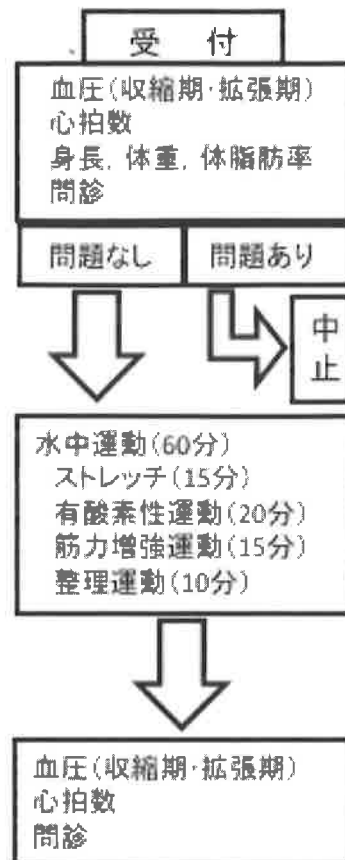 受 付
血圧(収縮期・拡張期)
心拍数
身長, 体重, 体脂肪率
問診
問題なし
問題あり
中止
水中運動(60分)
ストレッチ(15分)
有酸素性運動(20分)
筋力増強運動(15分)
整理運動(10分)
血圧(収縮期・拡張期)
心拍数
問診